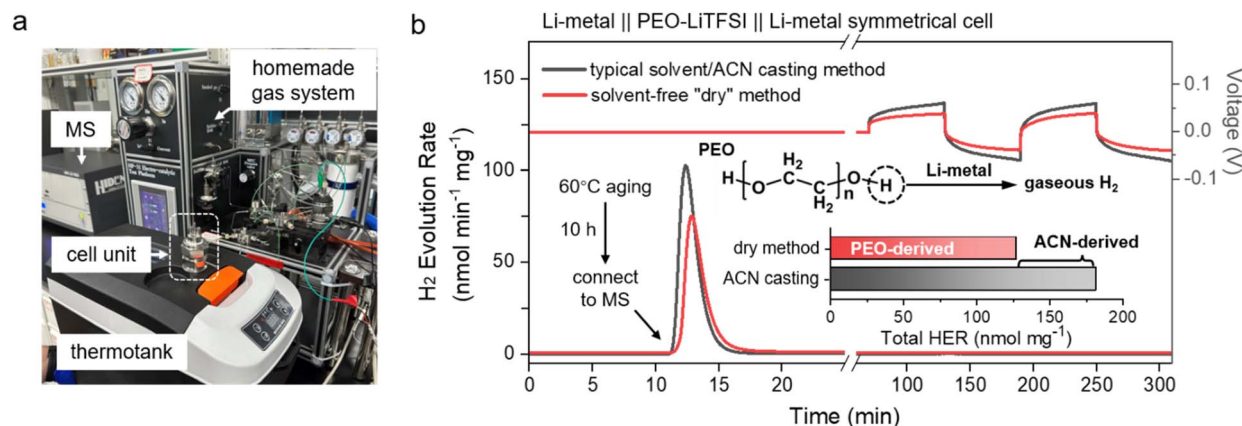 a
homemade
gas system
MS
HIDEN
cell unit
thermotank
b
Li-metal || PEO-LiTFSI || Li-metal symmetrical cell
typical solvent/ACN casting method
solvent-free "dry" method
H₂ Evolution Rate
(nmol min⁻¹ mg⁻¹)
150
100
50
0
Voltage (V)
0.1
0.0
-0.1
60°C aging
10 h
connect
to MS
PEO
H
O
H₂
C
C
H₂
O
n
H
Li-metal
gaseous H₂
dry method
PEO-derived
ACN-derived
ACN casting
0 50 100 150 200
Total HER (nmol mg⁻¹)
0 5 10 15 20 100 150 200 250 300
Time (min)